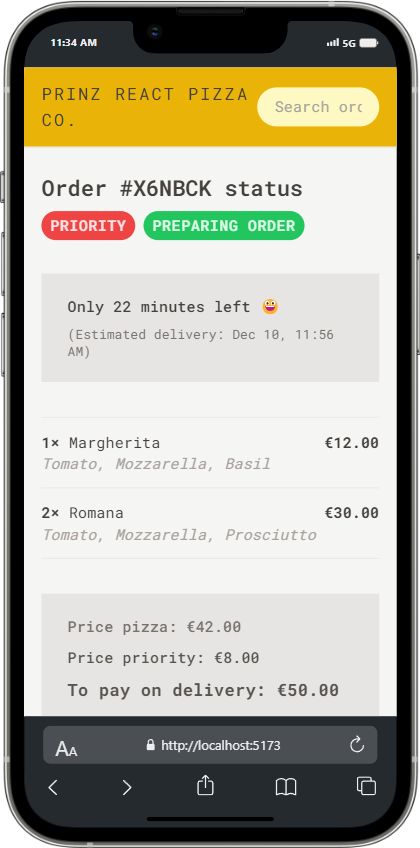 11:34 AM 5G
PRINZ REACT PIZZA
CO.
Search orc
Order #X6NBCK status
PRIORITY PREPARING ORDER
Only 22 minutes left 😀
(Estimated delivery: Dec 10, 11:56
AM)
1× Margherita €12.00
Tomato, Mozzarella, Basil
2× Romana €30.00
Tomato, Mozzarella, Prosciutto
Price pizza: €42.00
Price priority: €8.00
To pay on delivery: €50.00
AA http://localhost:5173